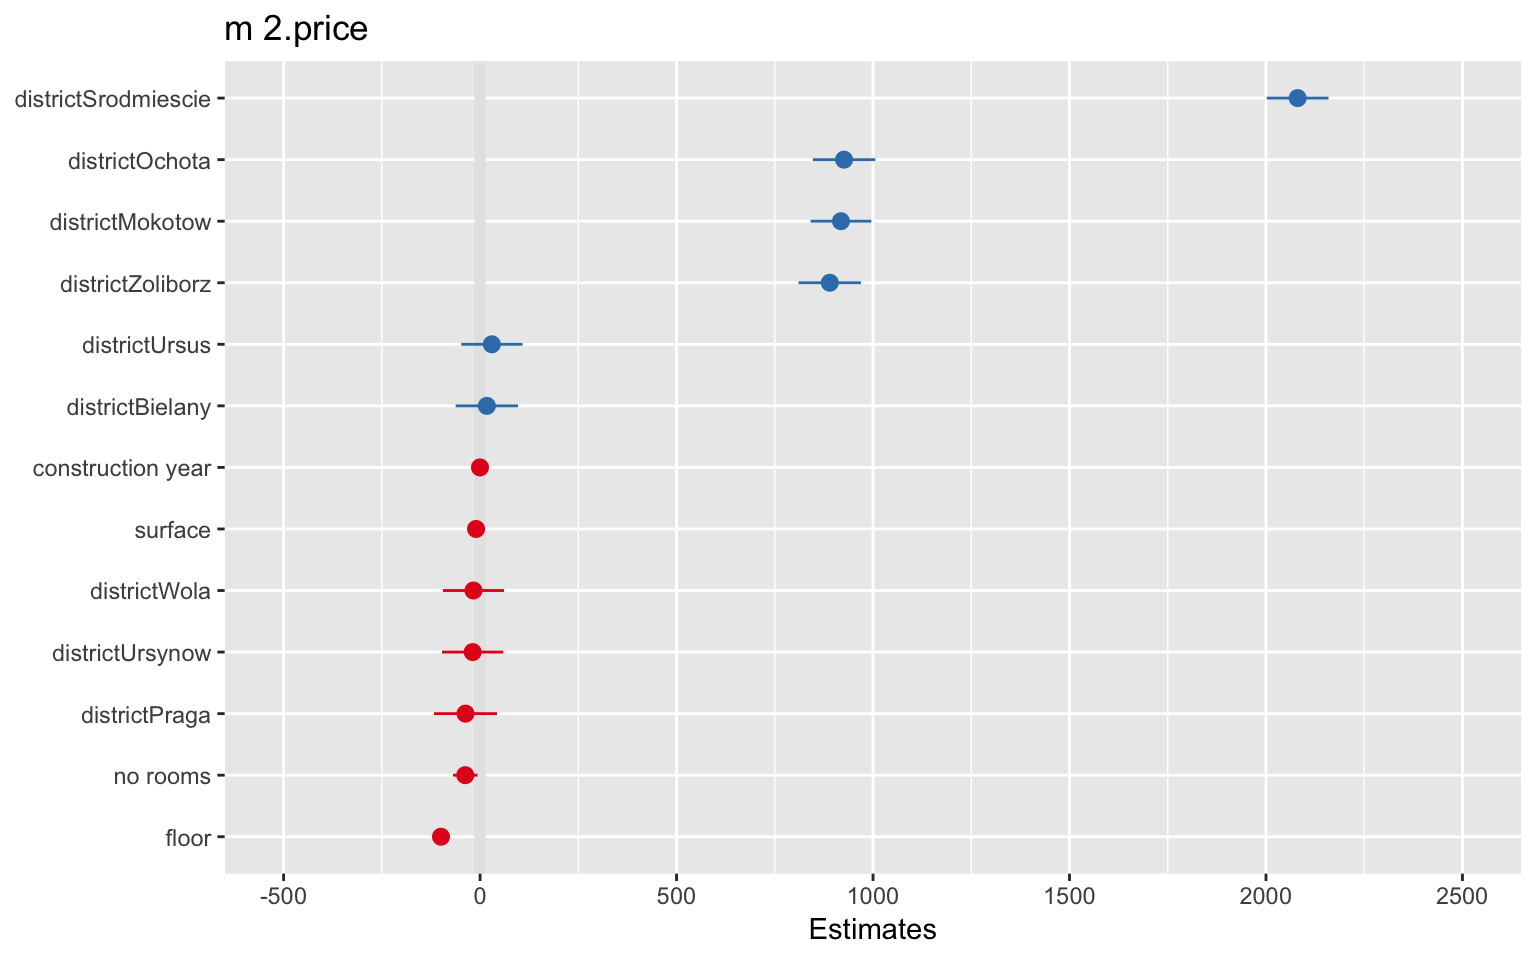 m 2.price
districtSrodmiescie
districtOchota
districtMokotow
districtZoliborz
districtUrsus
districtBielany
construction year
surface
districtWola
districtUrsynow
districtPraga
no rooms
floor
-500 0 500 1000 1500 2000 2500
Estimates